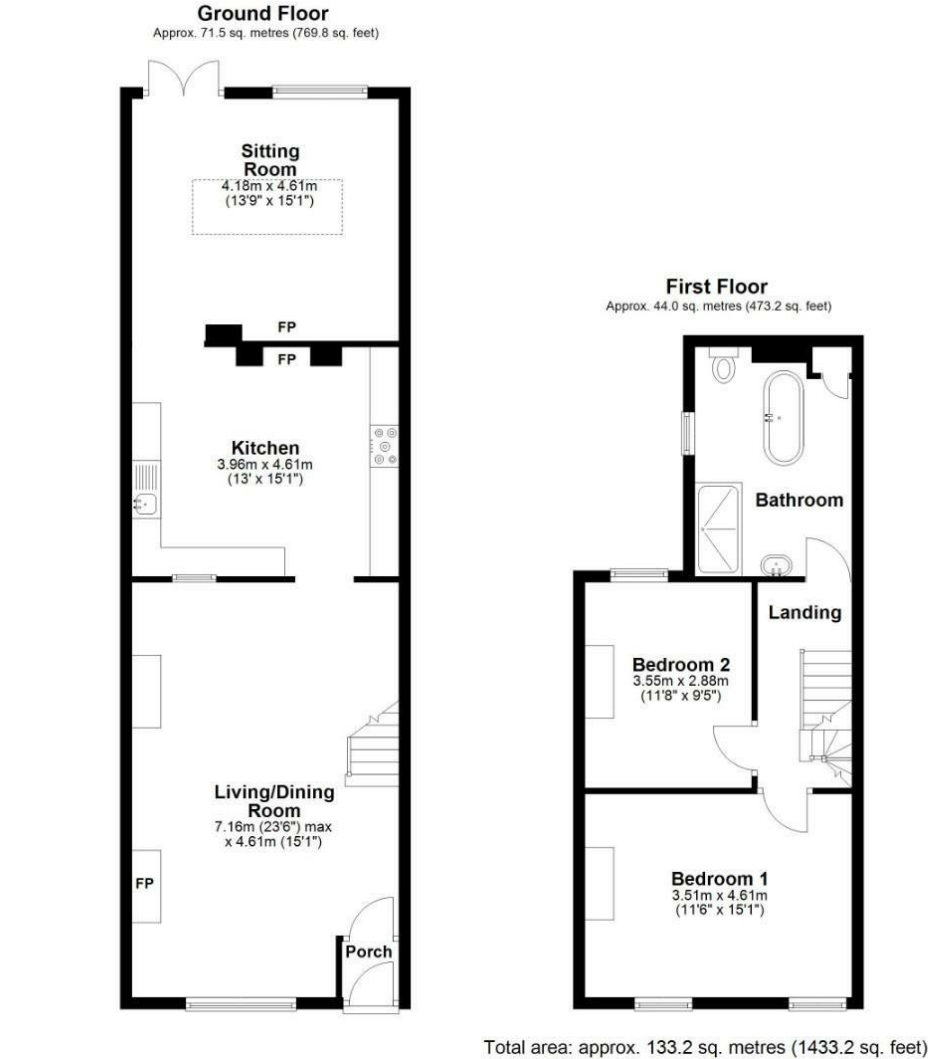 Ground Floor
Approx. 71.5 sq. metres (769.8 sq. feet)
Sitting
Room
4.18m x 4.61m
(13'9" x 15'1")
FP
FP
Kitchen
3.96m x 4.61m
(13' x 15'1")
Living/Dining
Room
7.16m (23'6") max
x 4.61m (15'1")
FP
Porch
First Floor
Approx. 44.0 sq. metres (473.2 sq. feet)
Bathroom
Landing
Bedroom 2
3.55m x 2.88m
(11'8" x 9'5")
Bedroom 1
3.51m x 4.61m
(11'6" x 15'1")
Total area: approx. 133.2 sq. metres (1433.2 sq. feet)